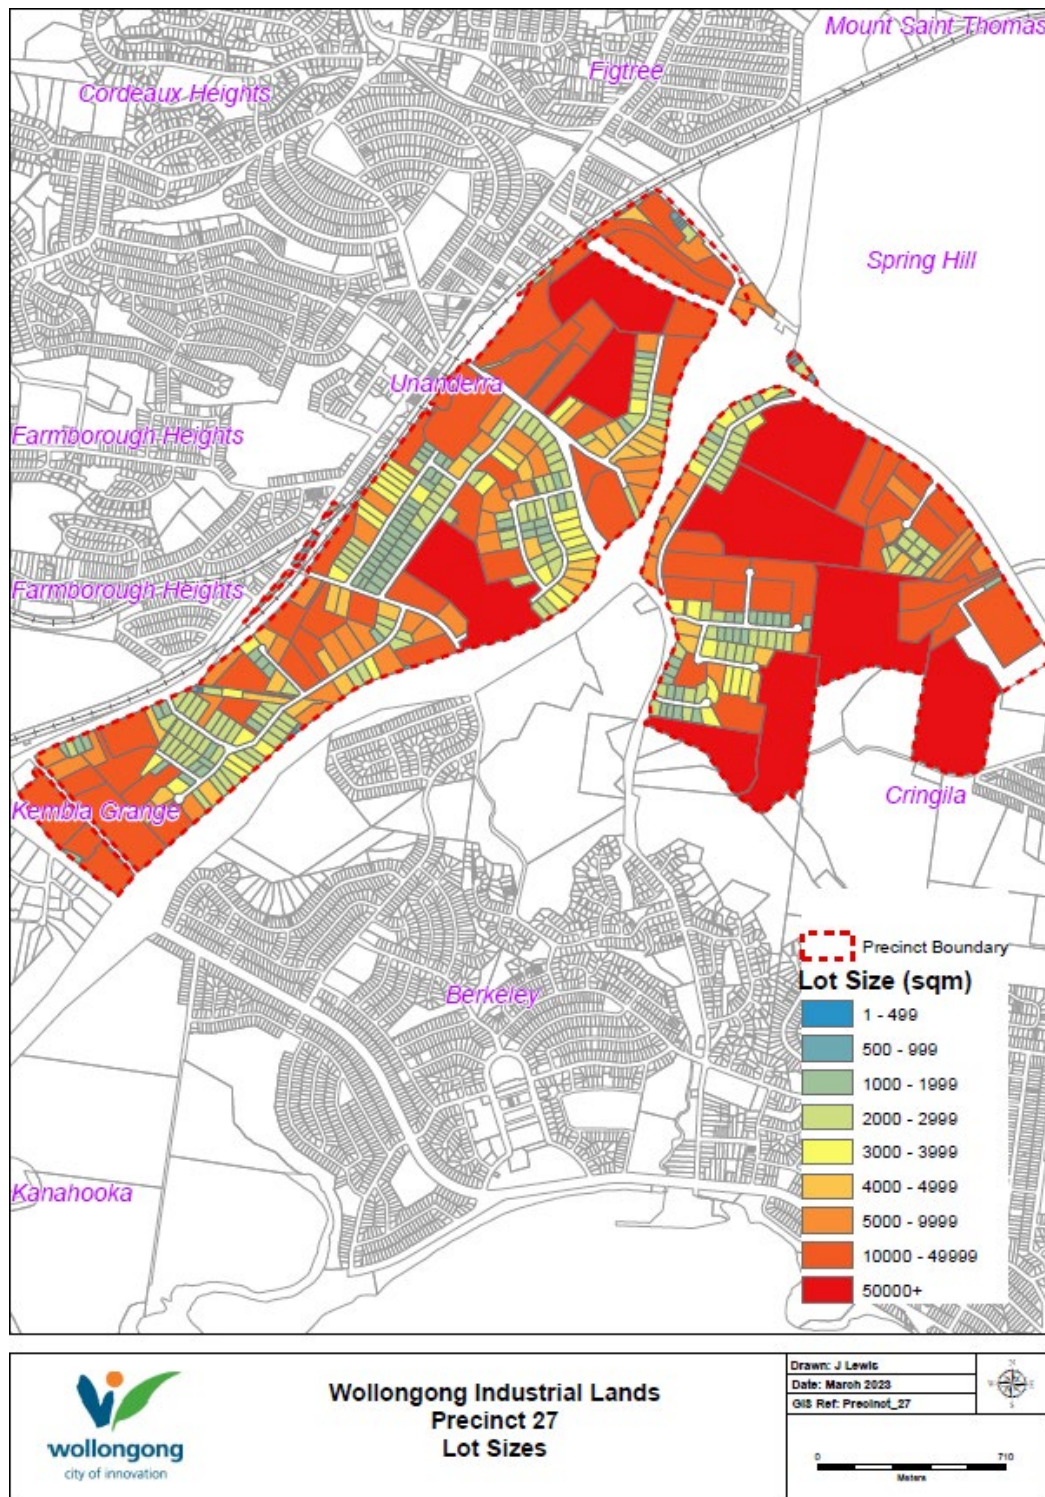 Mount Saint Thomas
Figtree
Cordeaux Heights
Spring Hill
Unanderra
Farmborough Heights
Farmborough Heights
Kembla Grange
Cringila
Berkeley
Kanahooka
Precinct Boundary
Lot Size (sqm)
1 - 499
500 - 999
1000 - 1999
2000 - 2999
3000 - 3999
4000 - 4999
5000 - 9999
10000 - 49999
50000+
wollongong
city of innovation
Wollongong Industrial Lands
Precinct 27
Lot Sizes
Drawn: J Lewis
Date: March 2023
GIS Ref: Precinct_27
N
W E
S
0 710
Meters